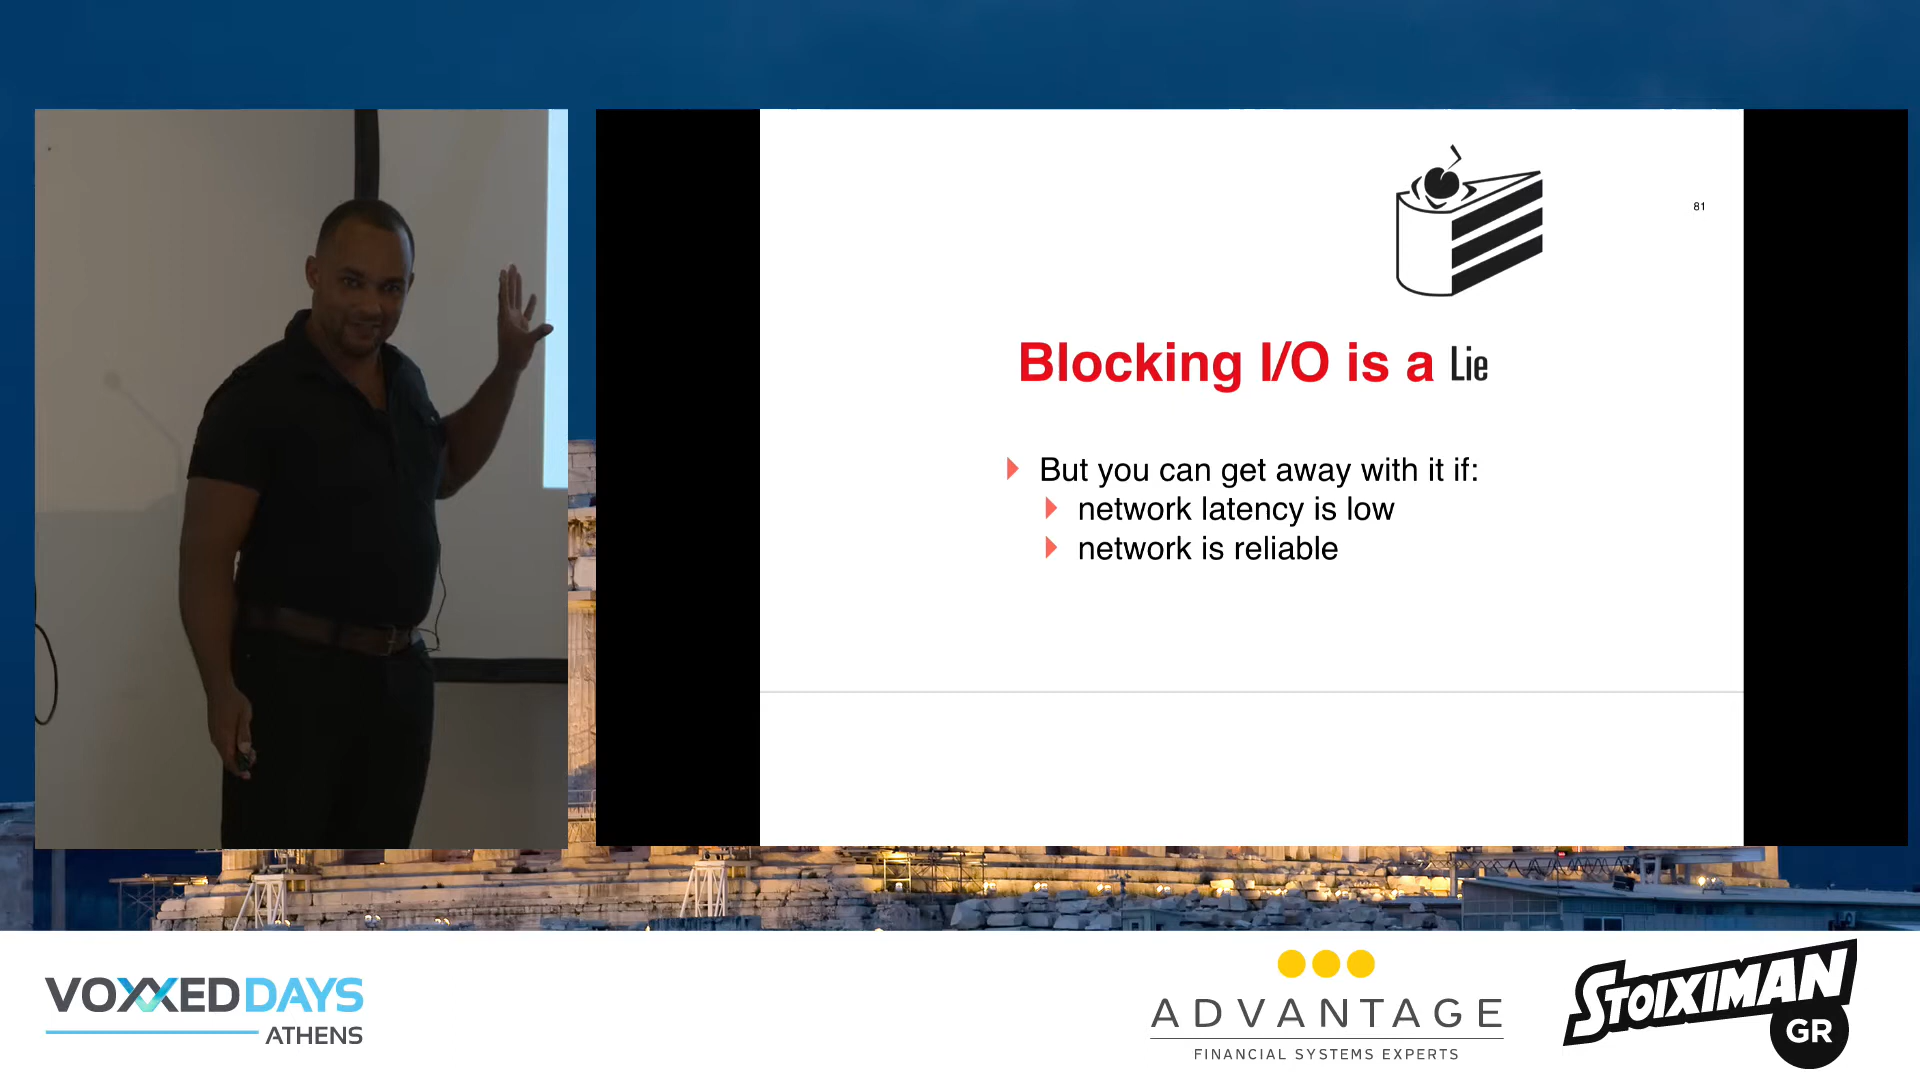 81
Blocking I/O is a Lie
But you can get away with it if:
network latency is low
network is reliable
VOXXEDDAYS
ATHENS
ADVANTAGE
FINANCIAL SYSTEMS EXPERTS
STOIXIMAN
GR